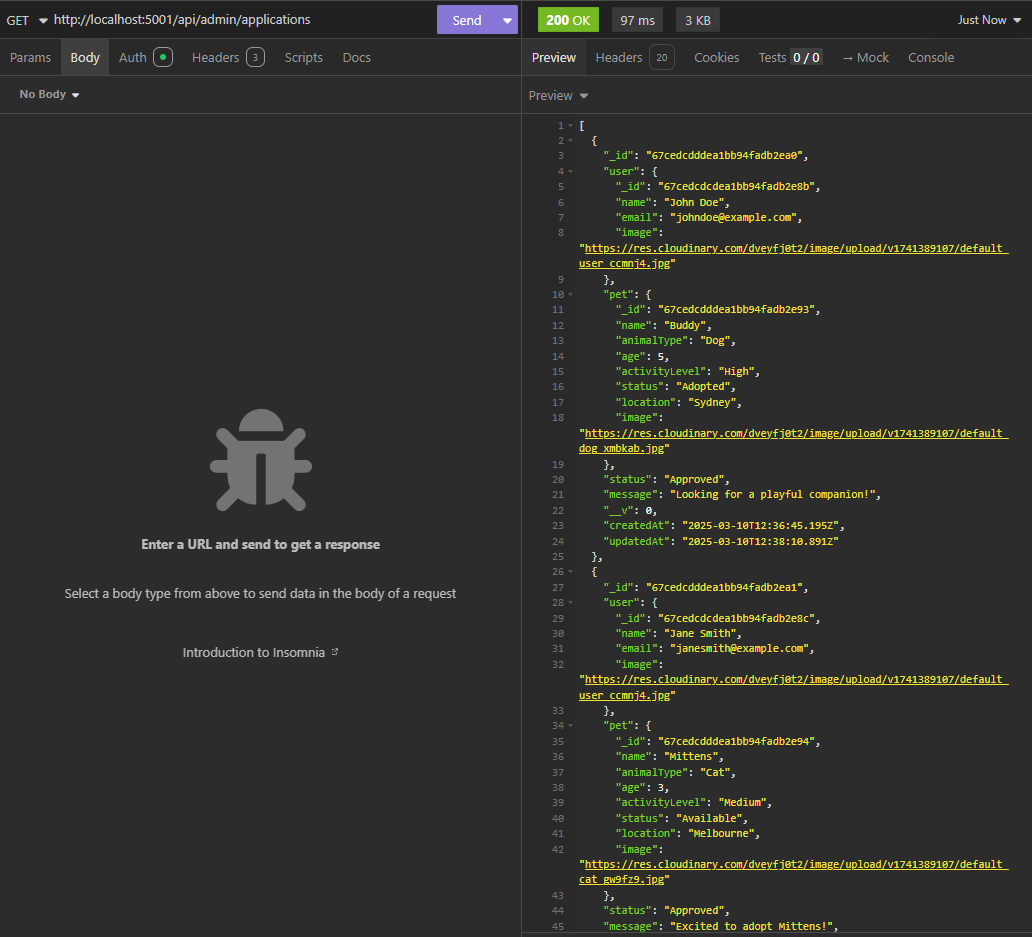 GET http://localhost:5001/api/admin/applications Send 200 OK 97 ms 3 KB Just Now
Params Body Auth Headers 3 Scripts Docs
Preview Headers 20 Cookies Tests 0 / 0 → Mock Console
No Body
Preview
Enter a URL and send to get a response
Select a body type from above to send data in the body of a request
Introduction to Insomnia
1 [
2 {
3 "_id": "67cedcdddea1bb94fadb2ea0",
4 "user": {
5 "_id": "67cedcdcdea1bb94fadb2e8b",
6 "name": "John Doe",
7 "email": "johndoe@example.com",
8 "image":
"https://res.cloudinary.com/dveyfj0t2/image/upload/v1741389107/default_
user_ccmnj4.jpg"
9 },
10 "pet": {
11 "_id": "67cedcdddea1bb94fadb2e93",
12 "name": "Buddy",
13 "animalType": "Dog",
14 "age": 5,
15 "activityLevel": "High",
16 "status": "Adopted",
17 "location": "Sydney",
18 "image":
"https://res.cloudinary.com/dveyfj0t2/image/upload/v1741389107/default_
dog_xmbkab.jpg"
19 },
20 "status": "Approved",
21 "message": "Looking for a playful companion!",
22 "__v": 0,
23 "createdAt": "2025-03-10T12:36:45.195Z",
24 "updatedAt": "2025-03-10T12:38:10.891Z"
25 },
26 {
27 "_id": "67cedcdddea1bb94fadb2ea1",
28 "user": {
29 "_id": "67cedcdcdea1bb94fadb2e8c",
30 "name": "Jane Smith",
31 "email": "janesmith@example.com",
32 "image":
"https://res.cloudinary.com/dveyfj0t2/image/upload/v1741389107/default_
user_ccmnj4.jpg"
33 },
34 "pet": {
35 "_id": "67cedcdddea1bb94fadb2e94",
36 "name": "Mittens",
37 "animalType": "Cat",
38 "age": 3,
39 "activityLevel": "Medium",
40 "status": "Available",
41 "location": "Melbourne",
42 "image":
"https://res.cloudinary.com/dveyfj0t2/image/upload/v1741389107/default_
cat_gw9fz9.jpg"
43 },
44 "status": "Approved",
45 "message": "Excited to adopt Mittens!",